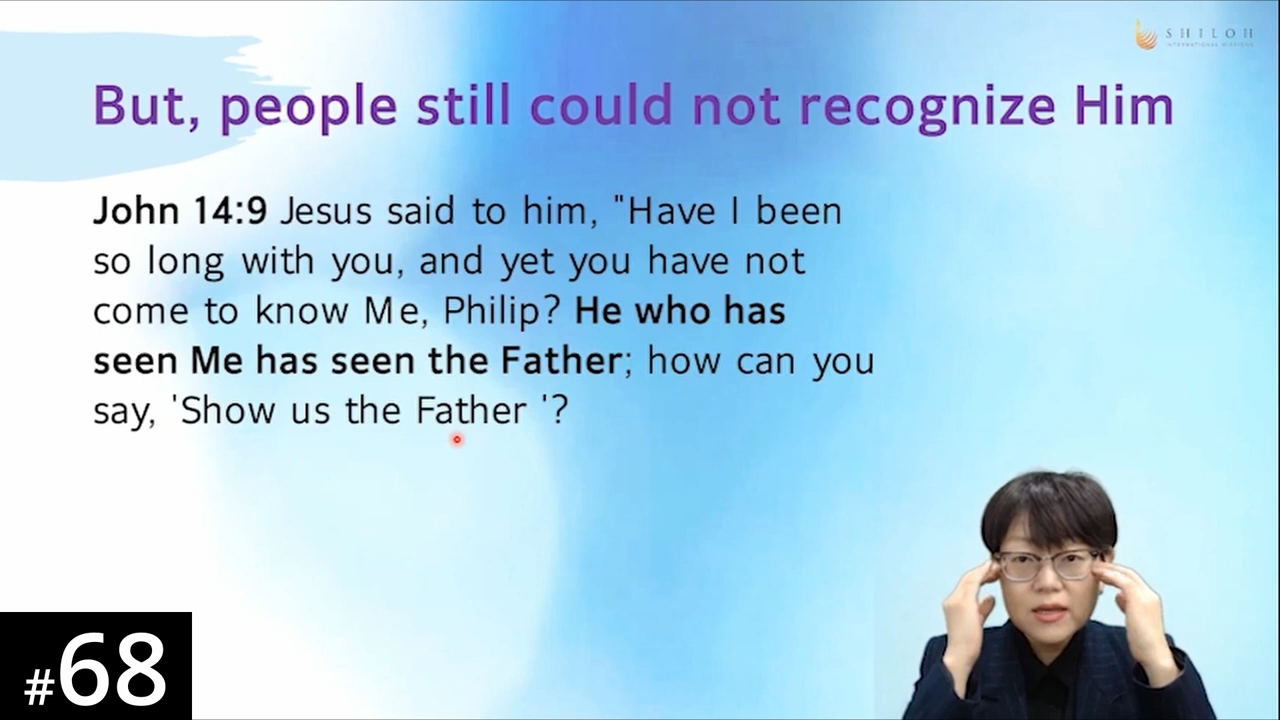 SHILOH
INTERNATIONAL MISSIONS
But, people still could not recognize Him
John 14:9 Jesus said to him, "Have I been
so long with you, and yet you have not
come to know Me, Philip? He who has
seen Me has seen the Father; how can you
say, 'Show us the Father '?
#68